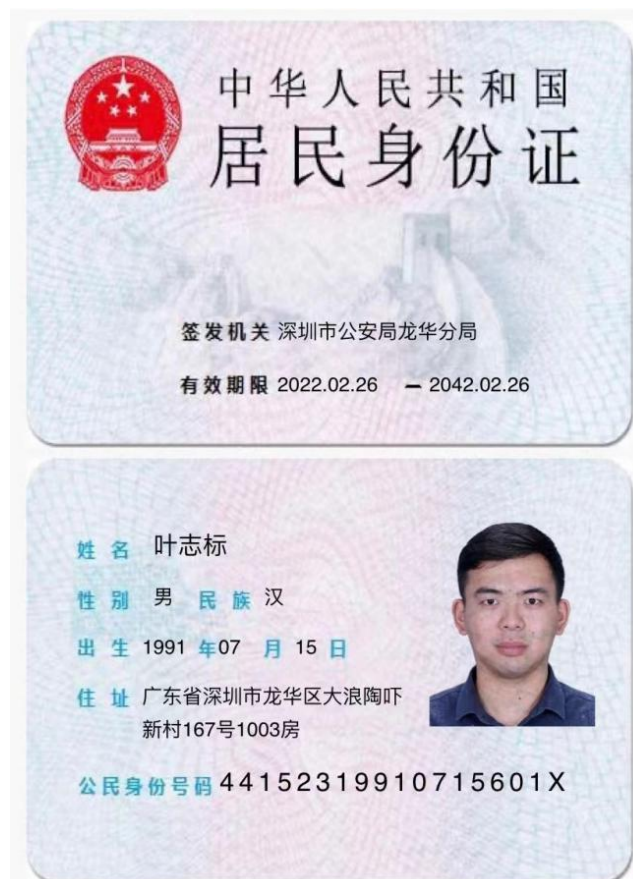 中华人民共和国
居民身份证
签发机关 深圳市公安局龙华分局
有效期限 2022.02.26 － 2042.02.26
姓名 叶志标
性别 男 民族 汉
出生 1991 年07 月 15 日
住址 广东省深圳市龙华区大浪陶吓
新村167号1003房
公民身份号码 44152319910715601X